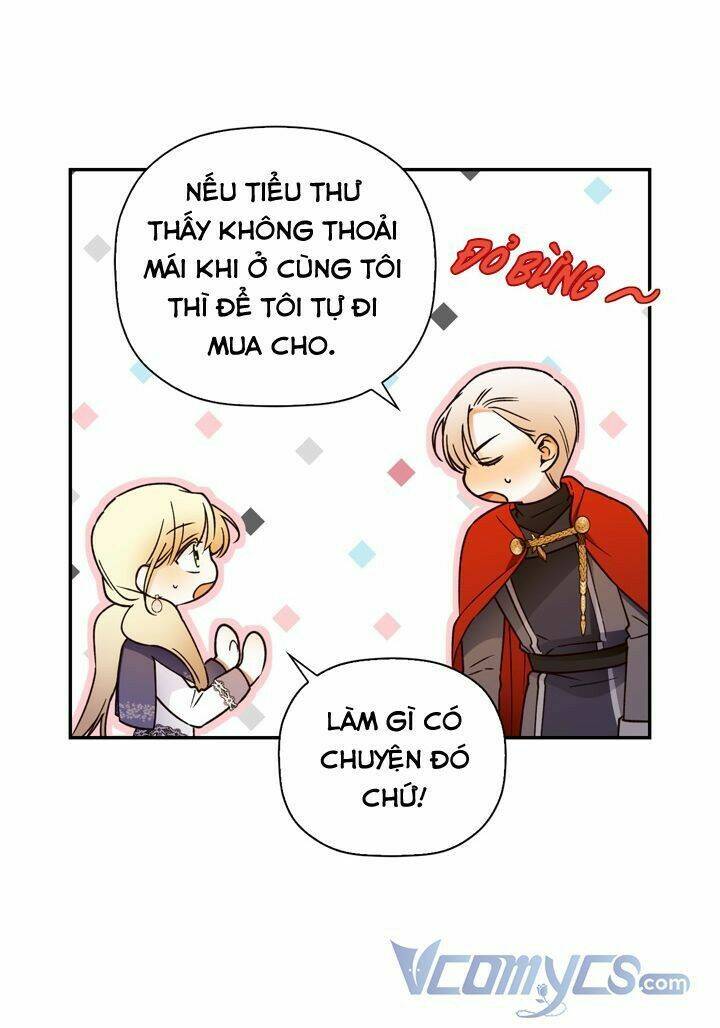 NẾU TIỂU THƯ
THẤY KHÔNG THOẢI
MÁI KHI Ở CÙNG TÔI
THÌ ĐỂ TÔI TỰ ĐI
MUA CHO.
ĐỎ BỪNG ~
LÀM GÌ CÓ
CHUYỆN ĐÓ
CHỨ!
VCOMYCS.com